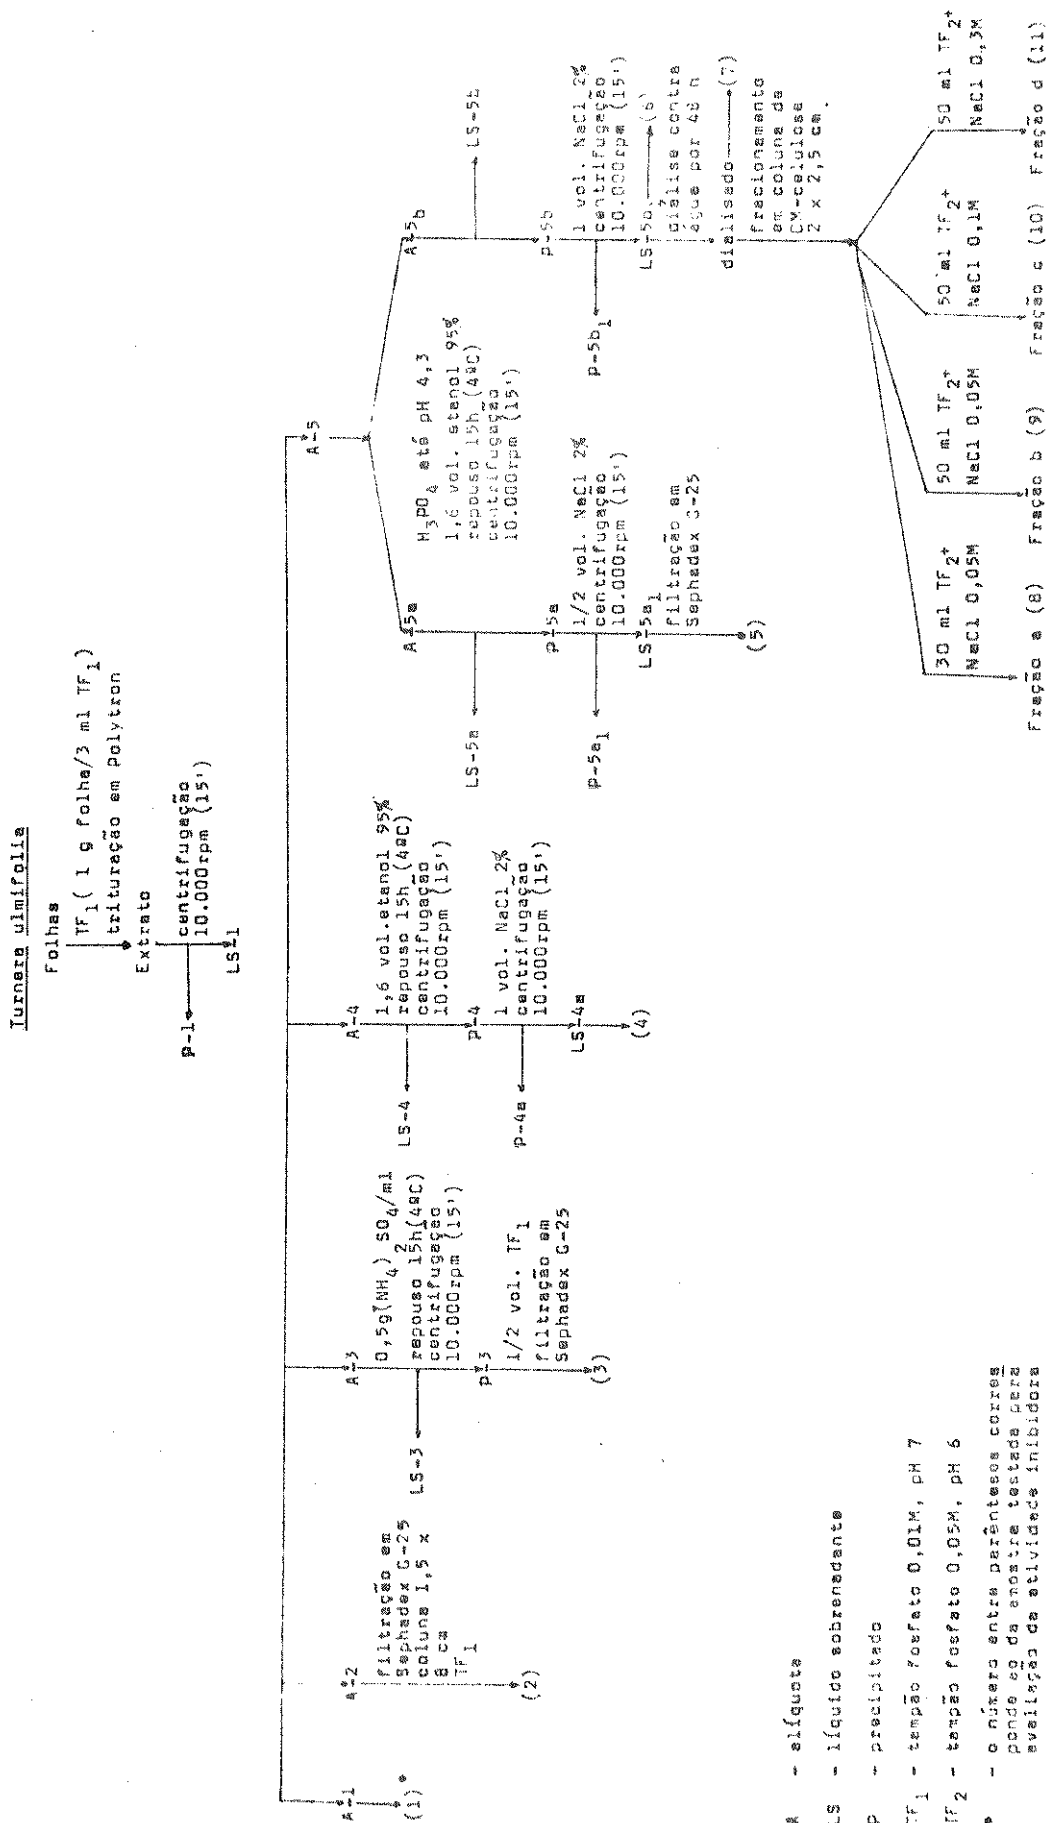 Turnera ulmifolia
Folhas
TF1 ( 1 g folha/3 ml TF1)
trituração em Polytron
Extrato
centrifugação
10.000rpm (15')
P-1
LS-1
A-1
(1)*
A-2
filtração em
Sephadex G-25
coluna 1,5 x
8 cm
TF1
(2)
A-3
0,5g(NH4)2SO4/ml
repouso 15h(4ºC)
centrifugação
10.000rpm (15')
LS-3
P-3
1/2 vol. TF1
filtração em
Sephadex G-25
(3)
A-4
1,6 vol.etanol 95%
repouso 15h (4ºC)
centrifugação
10.000rpm (15')
LS-4
P-4
1 vol. NaCl 2%
centrifugação
10.000rpm (15')
P-4a
LS-4a
(4)
A-5
H3PO4 até pH 4,3
1,6 vol. etanol 95%
repouso 15h (4ºC)
centrifugação
10.000rpm (15')
A-5a
LS-5a
P-5a
1/2 vol. NaCl 2%
centrifugação
10.000rpm (15')
P-5a1
LS-5a1
filtração em
Sephadex G-25
(5)
A-5b
LS-5b
P-5b
1 vol. NaCl 2%
centrifugação
10.000rpm (15')
P-5b1
LS-5b1 (6)
diálise contra
água por 48 h
dialisado (7)
fracionamento
em coluna de
CM-celulose
2 x 2,5 cm.
30 ml TF2+
NaCl 0,05M
50 ml TF2+
NaCl 0,05M
50 ml TF2+
NaCl 0,1M
50 ml TF2+
NaCl 0,3M
Fração a (8) Fração b (9) Fração c (10) Fração d (11)
A - alíquota
LS - líquido sobrenadante
P - precipitado
TF1 - tampão fosfato 0,01M, pH 7
TF2 - tampão fosfato 0,05M, pH 6
* - o número entre parênteses corres
ponde ao da amostra testada para
avaliação da atividade inibidora